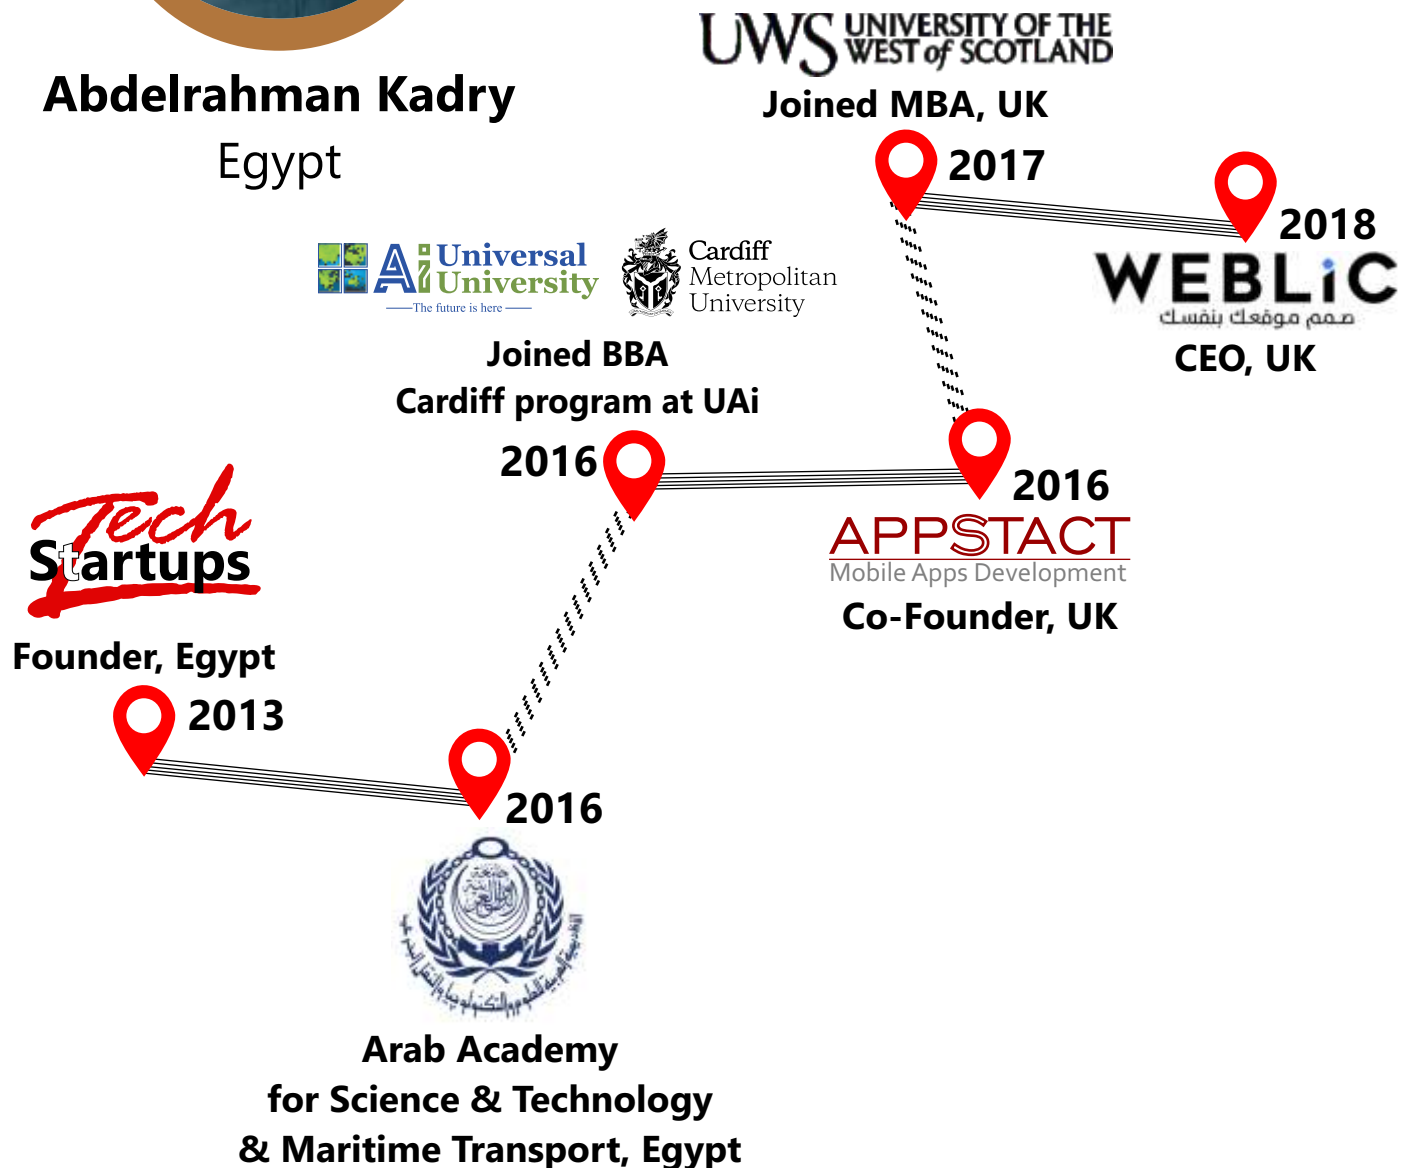 Abdelrahman Kadry
Egypt
UWS UNIVERSITY OF THE
WEST of SCOTLAND
Joined MBA, UK
2017
2018
WEBLiC
صمم موقعك بنفسك
CEO, UK
Ai Universal
University
The future is here
Cardiff
Metropolitan
University
Joined BBA
Cardiff program at UAi
2016
2016
APPSTACT
Mobile Apps Development
Co-Founder, UK
Tech
Startups
Founder, Egypt
2013
2016
Arab Academy
for Science & Technology
& Maritime Transport, Egypt